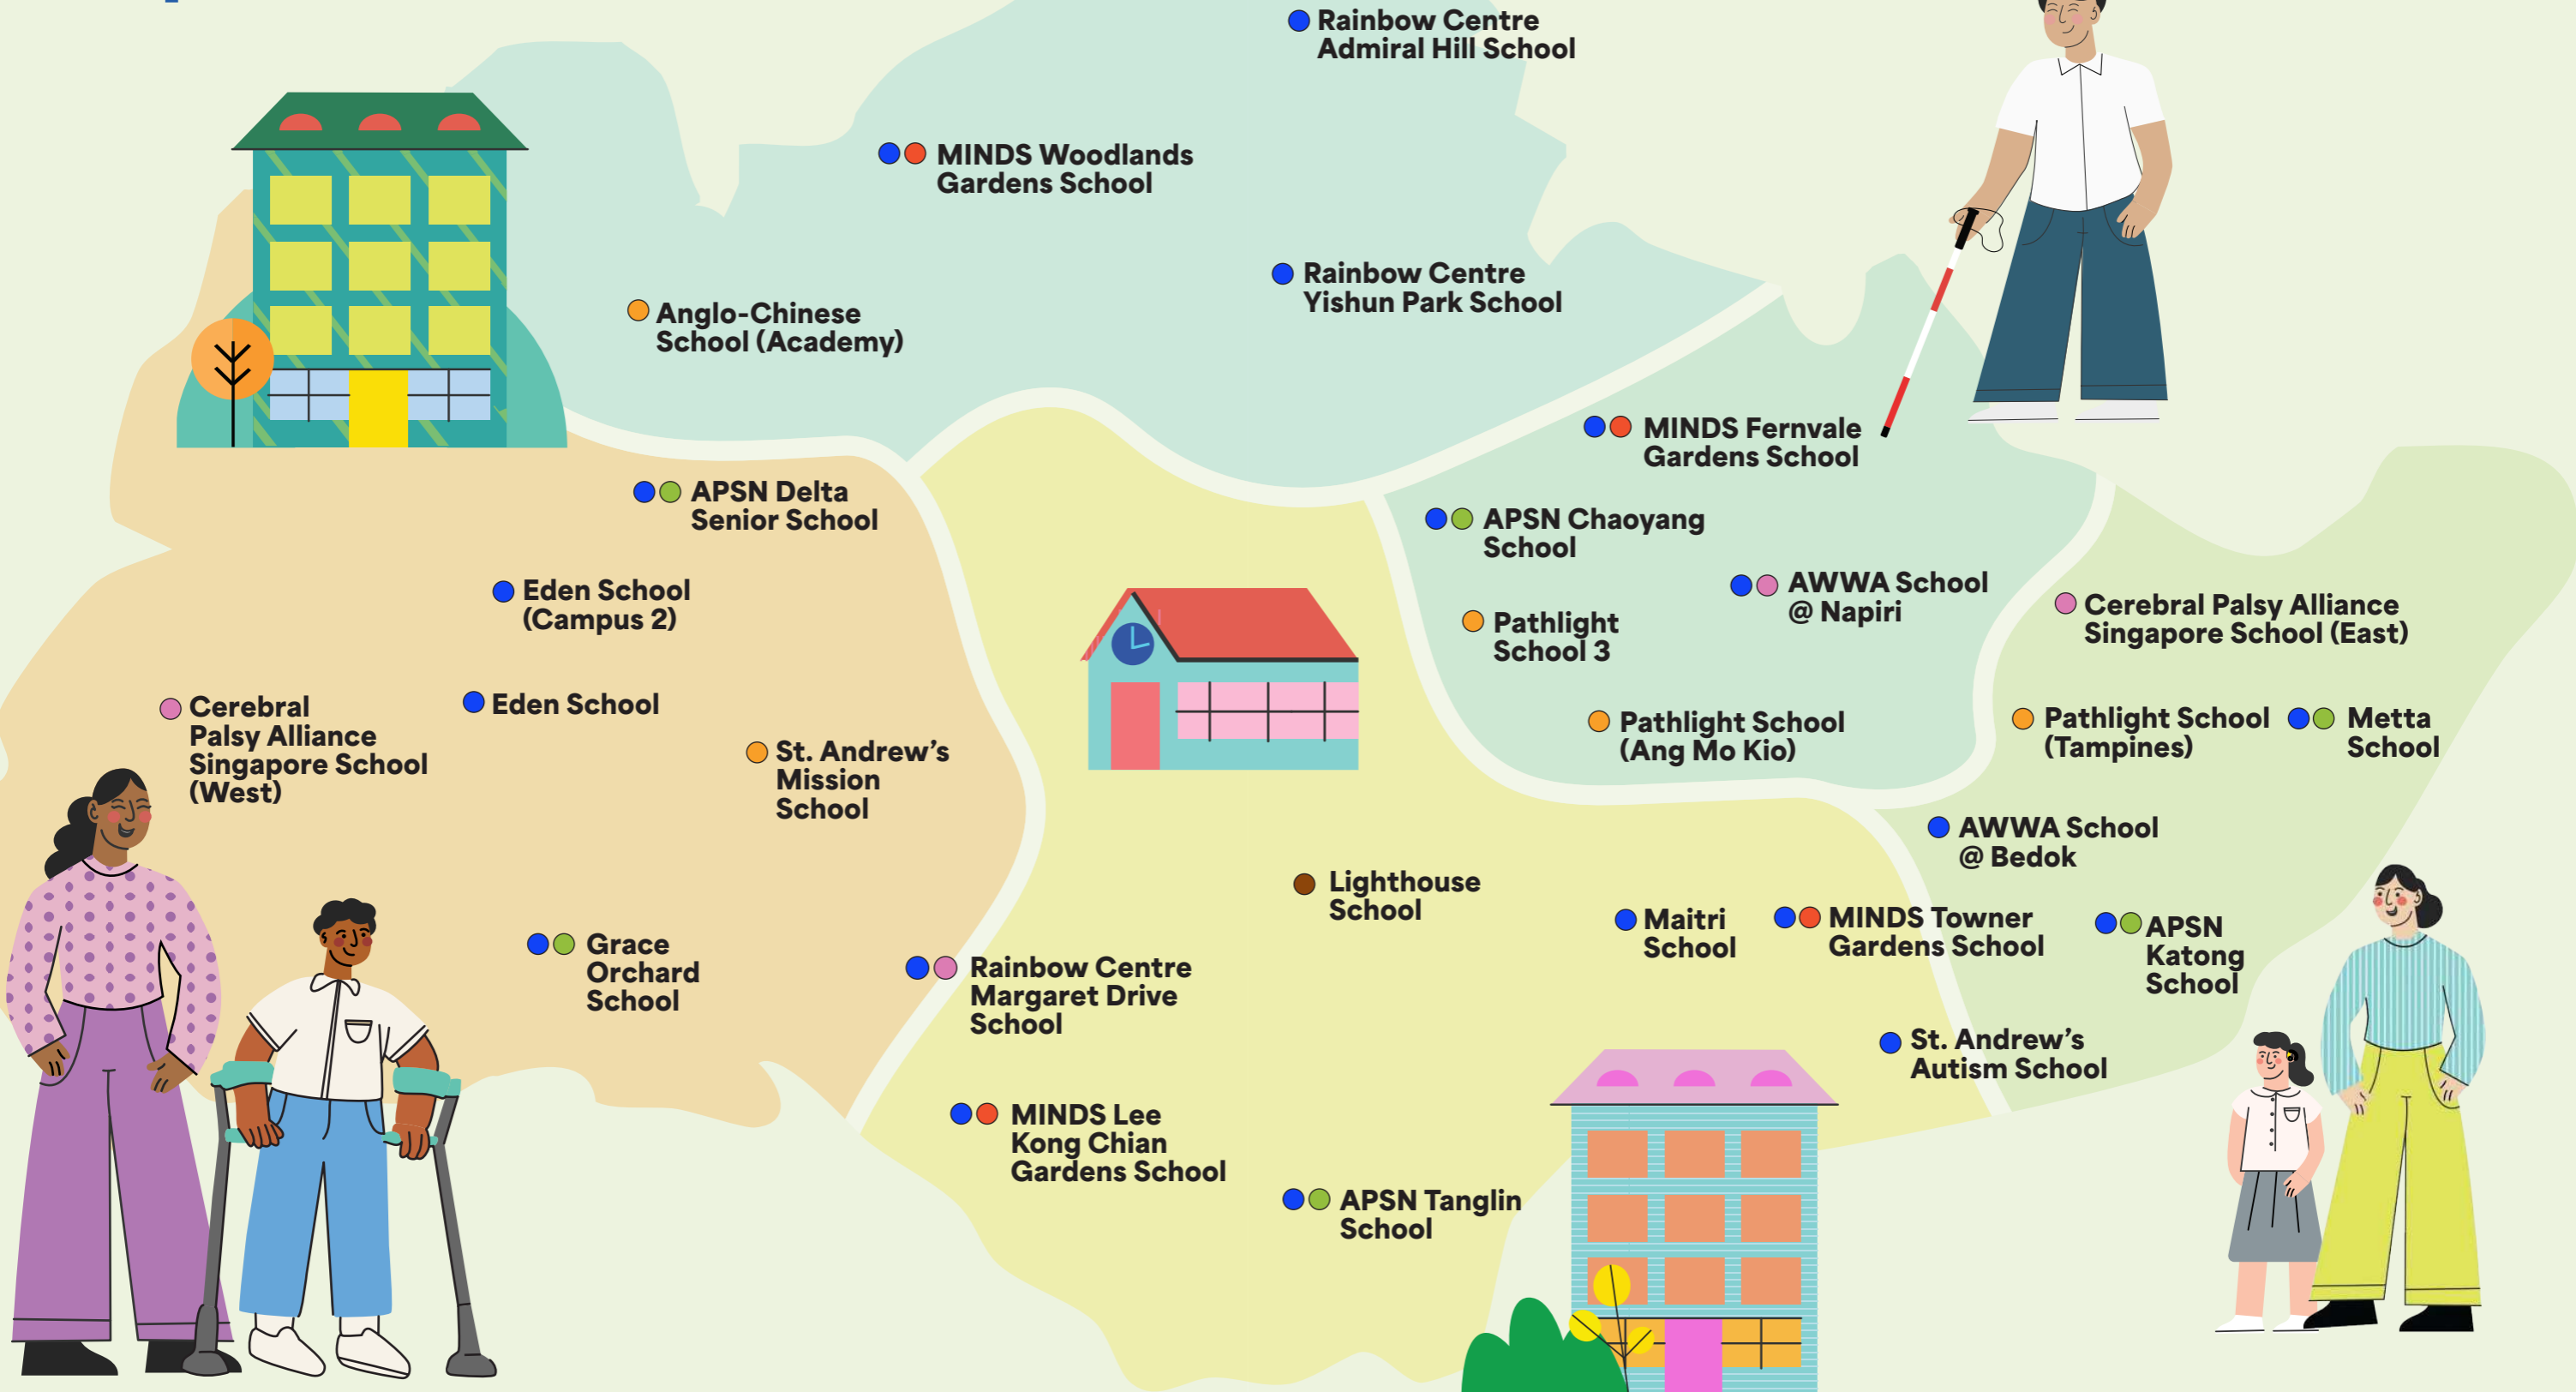 Rainbow Centre
Admiral Hill School
MINDS Woodlands
Gardens School
Rainbow Centre
Yishun Park School
Anglo-Chinese
School (Academy)
MINDS Fernvale
Gardens School
APSN Delta
Senior School
APSN Chaoyang
School
Eden School
(Campus 2)
AWWA School
@ Napiri
Cerebral Palsy Alliance
Singapore School (East)
Pathlight
School 3
Cerebral
Palsy Alliance
Singapore School
(West)
Eden School
Pathlight School
(Ang Mo Kio)
Pathlight School
(Tampines)
Metta
School
St. Andrew’s
Mission
School
AWWA School
@ Bedok
Lighthouse
School
Maitri
School
MINDS Towner
Gardens School
APSN
Katong
School
Grace
Orchard
School
Rainbow Centre
Margaret Drive
School
St. Andrew’s
Autism School
MINDS Lee
Kong Chian
Gardens School
APSN Tanglin
School